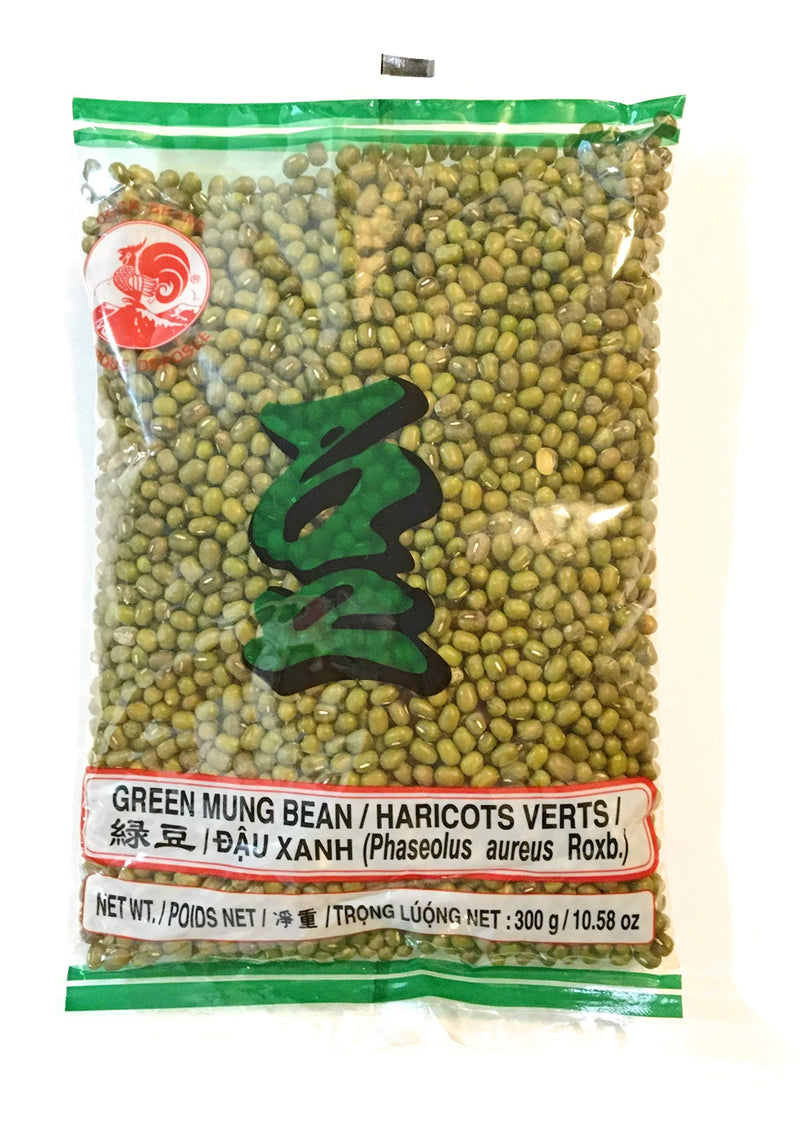 ®
豆
GREEN MUNG BEAN / HARICOTS VERTS /
綠豆 / ĐẬU XANH (Phaseolus aureus Roxb.)
NET WT. / POIDS NET / 淨重 / TRỌNG LÚỘNG NET : 300 g / 10.58 oz